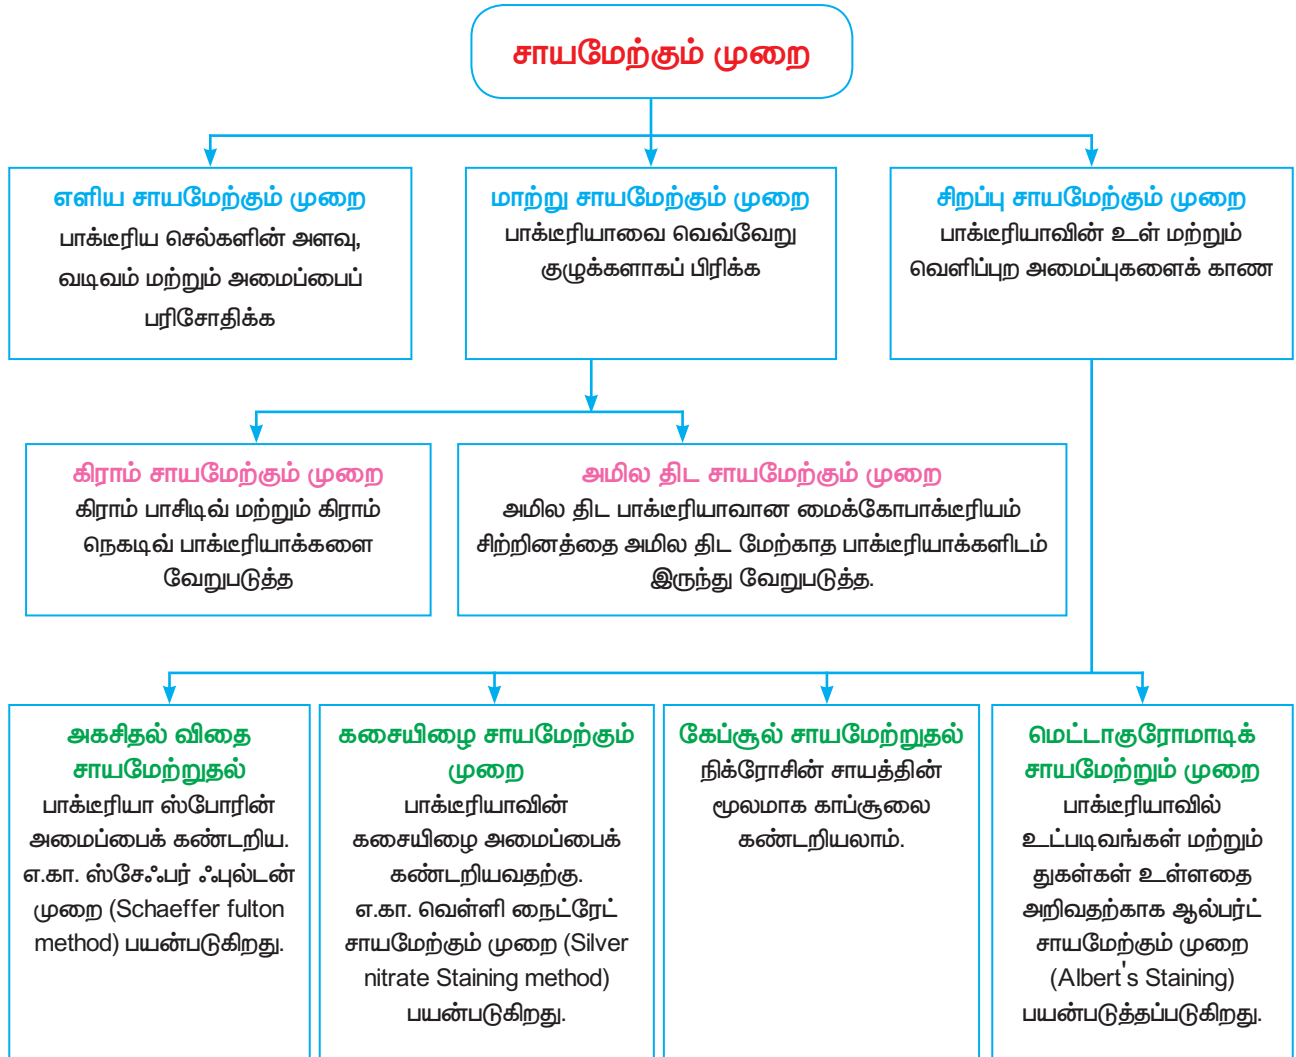 சாயமேற்கும் முறை
எளிய சாயமேற்கும் முறை
பாக்டீரிய செல்களின் அளவு,
வடிவம் மற்றும் அமைப்பைப்
பரிசோதிக்க
மாற்று சாயமேற்கும் முறை
பாக்டீரியாவை வெவ்வேறு
குழுக்களாகப் பிரிக்க
சிறப்பு சாயமேற்கும் முறை
பாக்டீரியாவின் உள் மற்றும்
வெளிப்புற அமைப்புகளைக் காண
கிராம் சாயமேற்கும் முறை
கிராம் பாசிடிவ் மற்றும் கிராம்
நெகடிவ் பாக்டீரியாக்களை
வேறுபடுத்த
அமில திட சாயமேற்கும் முறை
அமில திட பாக்டீரியாவான மைக்கோபாக்டீரியம்
சிற்றினத்தை அமில திட மேற்காத பாக்டீரியாக்களிடம்
இருந்து வேறுபடுத்த.
அகசிதல் விதை
சாயமேற்றுதல்
பாக்டீரியா ஸ்போரின்
அமைப்பைக் கண்டறிய.
எ.கா. ஸ்சேஃபர் ஃபுல்டன்
முறை (Schaeffer fulton
method) பயன்படுகிறது.
கசையிழை சாயமேற்கும்
முறை
பாக்டீரியாவின்
கசையிழை அமைப்பைக்
கண்டறியவதற்கு.
எ.கா. வெள்ளி நைட்ரேட்
சாயமேற்கும் முறை (Silver
nitrate Staining method)
பயன்படுகிறது.
கேப்சூல் சாயமேற்றுதல்
நிக்ரோசின் சாயத்தின்
மூலமாக காப்சூலை
கண்டறியலாம்.
மெட்டாகுரோமாடிக்
சாயமேற்றும் முறை
பாக்டீரியாவில்
உட்படிவங்கள் மற்றும்
துகள்கள் உள்ளதை
அறிவதற்காக ஆல்பர்ட்
சாயமேற்கும் முறை
(Albert's Staining)
பயன்படுத்தப்படுகிறது.